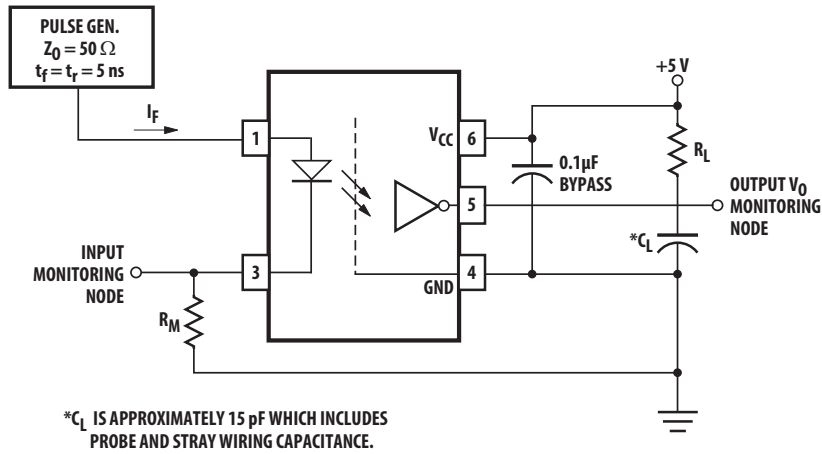 PULSE GEN.
Z0 = 50 Ω
tf = tr = 5 ns
IF
1
3
INPUT
MONITORING
NODE
RM
VCC
6
5
GND
4
0.1µF
BYPASS
+5 V
RL
*CL
OUTPUT VO
MONITORING
NODE
*CL IS APPROXIMATELY 15 pF WHICH INCLUDES
PROBE AND STRAY WIRING CAPACITANCE.